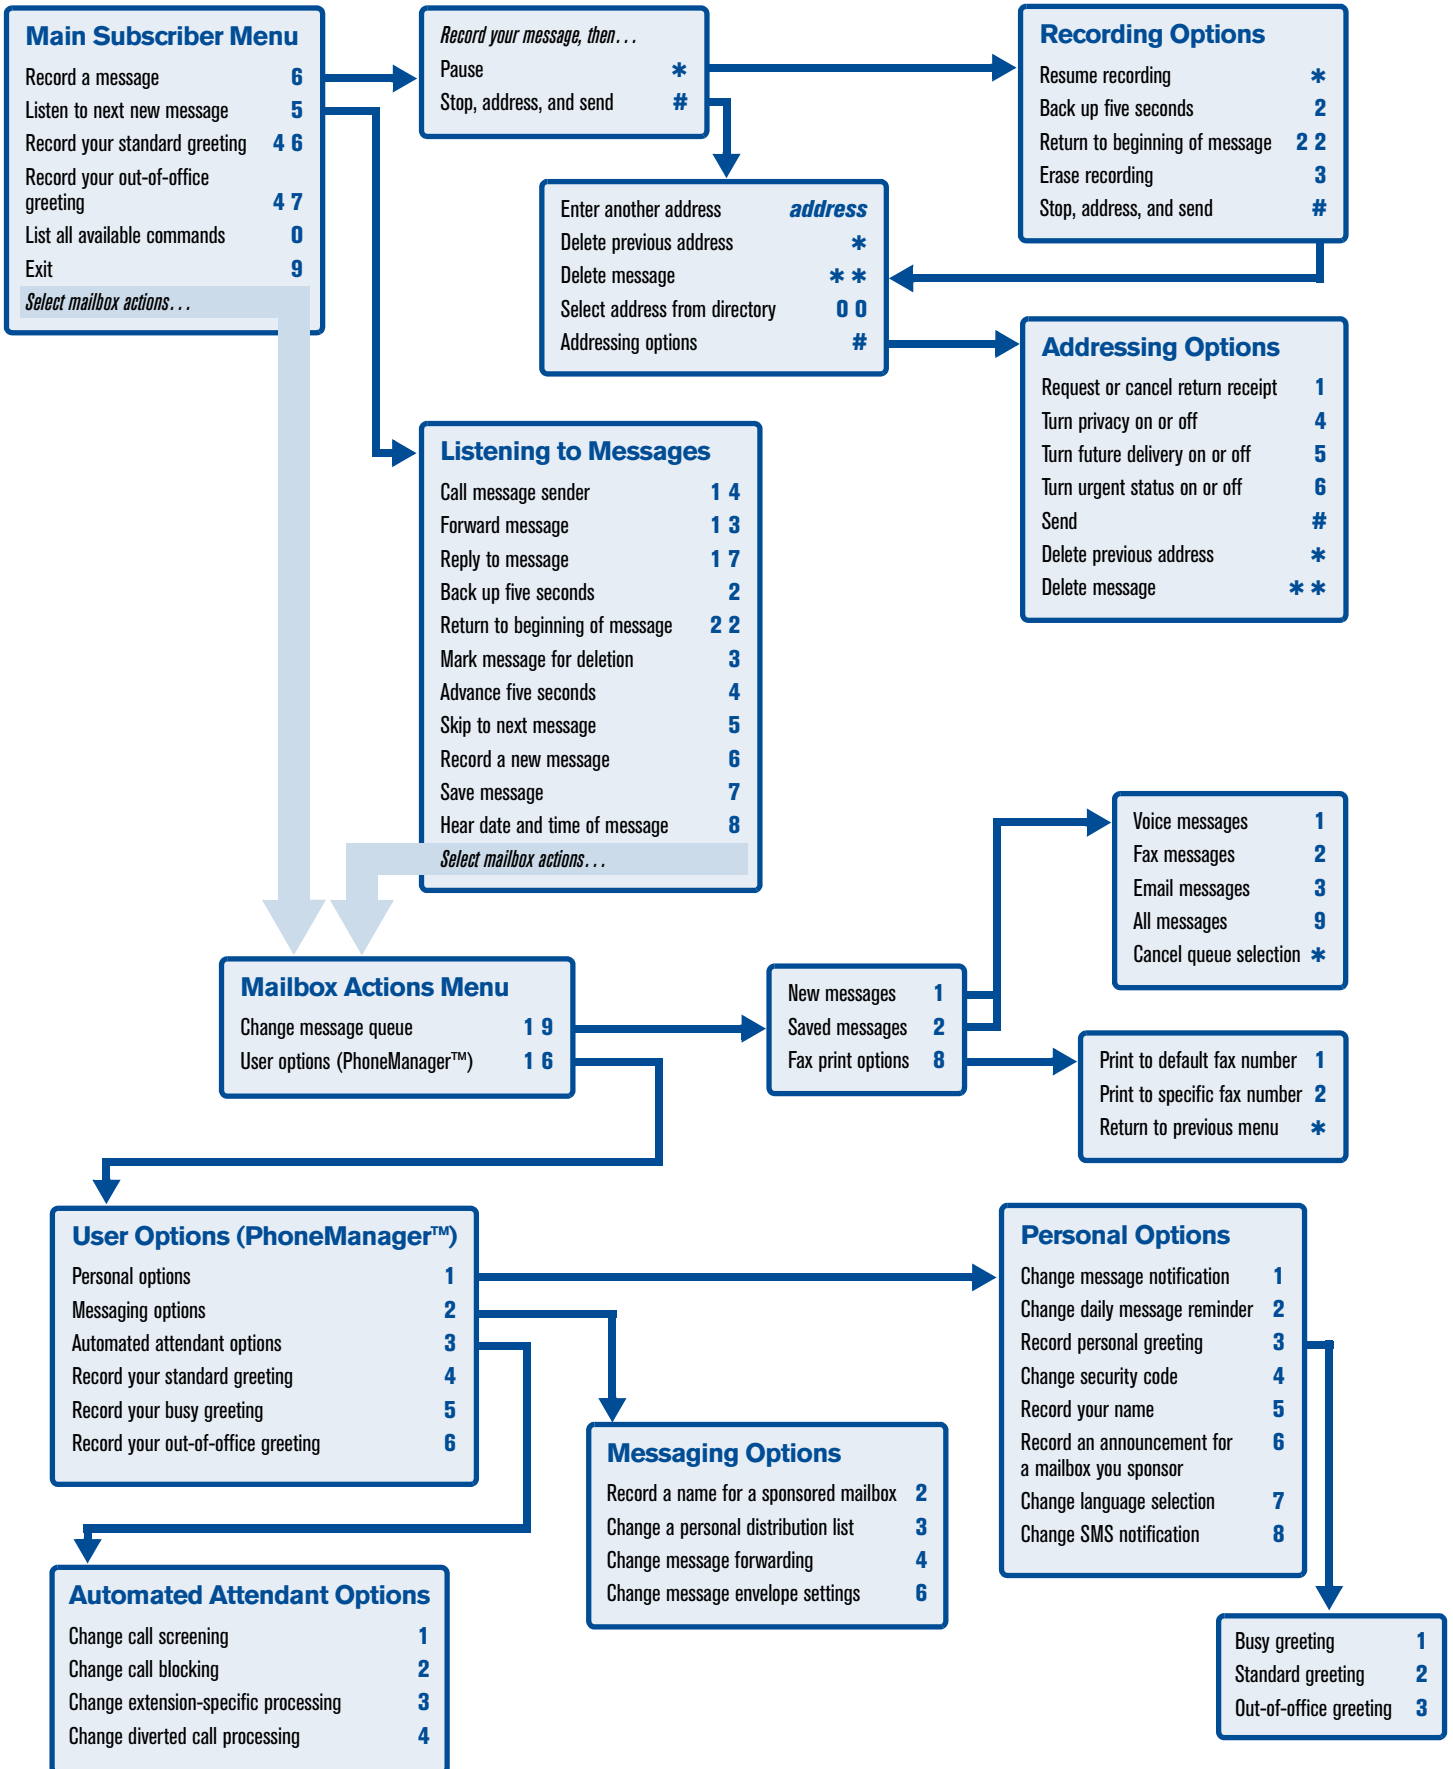 Main Subscriber Menu
Record a message 6
Listen to next new message 5
Record your standard greeting 4 6
Record your out-of-office
greeting 4 7
List all available commands 0
Exit 9
Select mailbox actions...
Record your message, then...
Pause *
Stop, address, and send #
Recording Options
Resume recording *
Back up five seconds 2
Return to beginning of message 2 2
Erase recording 3
Stop, address, and send #
Enter another address address
Delete previous address *
Delete message * *
Select address from directory 0 0
Addressing options #
Addressing Options
Request or cancel return receipt 1
Turn privacy on or off 4
Turn future delivery on or off 5
Turn urgent status on or off 6
Send #
Delete previous address *
Delete message * *
Listening to Messages
Call message sender 1 4
Forward message 1 3
Reply to message 1 7
Back up five seconds 2
Return to beginning of message 2 2
Mark message for deletion 3
Advance five seconds 4
Skip to next message 5
Record a new message 6
Save message 7
Hear date and time of message 8
Select mailbox actions...
Mailbox Actions Menu
Change message queue 1 9
User options (PhoneManager™) 1 6
New messages 1
Saved messages 2
Fax print options 8
Voice messages 1
Fax messages 2
Email messages 3
All messages 9
Cancel queue selection *
Print to default fax number 1
Print to specific fax number 2
Return to previous menu *
User Options (PhoneManager™)
Personal options 1
Messaging options 2
Automated attendant options 3
Record your standard greeting 4
Record your busy greeting 5
Record your out-of-office greeting 6
Personal Options
Change message notification 1
Change daily message reminder 2
Record personal greeting 3
Change security code 4
Record your name 5
Record an announcement for 6
a mailbox you sponsor
Change language selection 7
Change SMS notification 8
Messaging Options
Record a name for a sponsored mailbox 2
Change a personal distribution list 3
Change message forwarding 4
Change message envelope settings 6
Automated Attendant Options
Change call screening 1
Change call blocking 2
Change extension-specific processing 3
Change diverted call processing 4
Busy greeting 1
Standard greeting 2
Out-of-office greeting 3